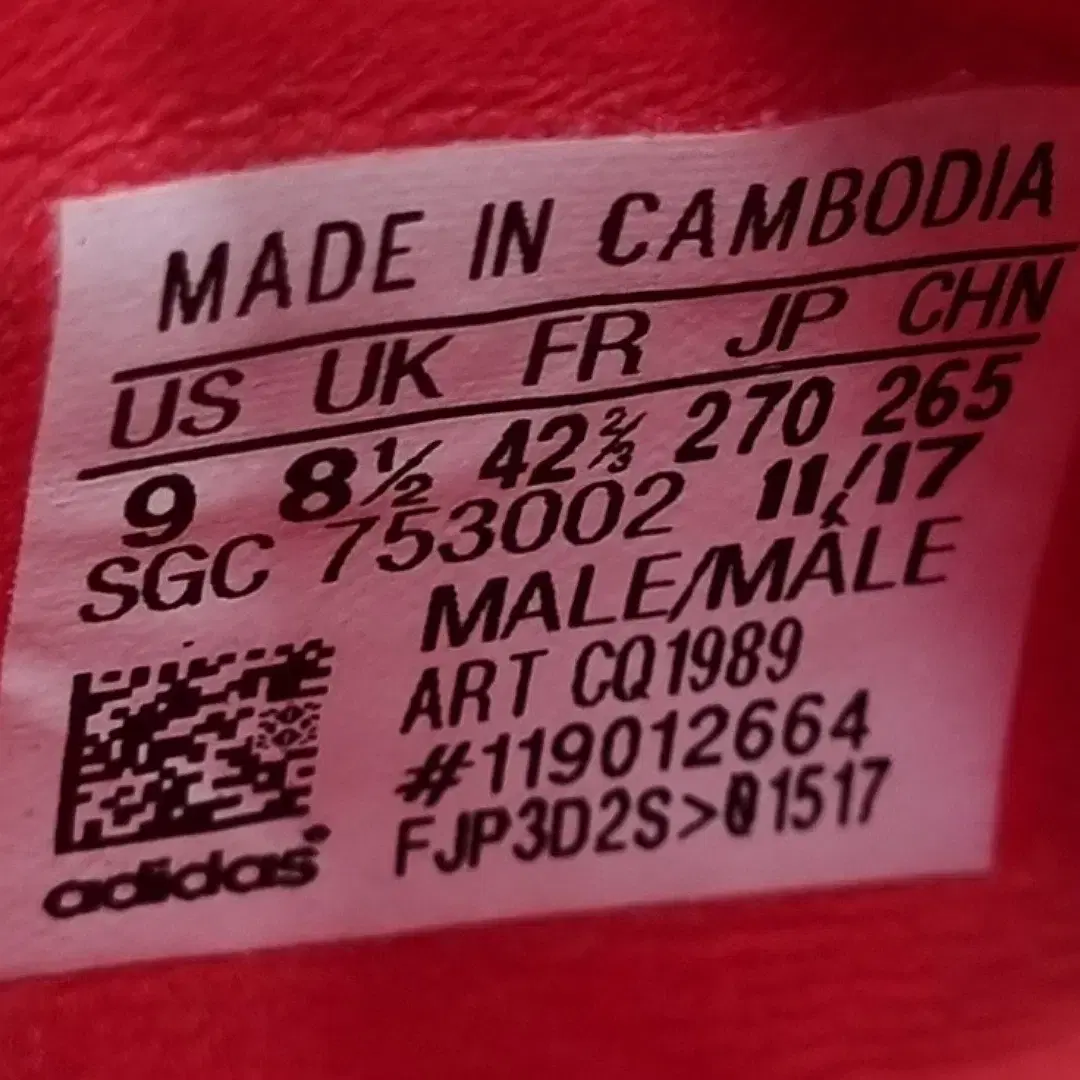 MADE IN CAMBODIA
US UK FR JP CHN
9 8½ 42⅔ 270 265
SGC 753002 11/17
MALE/MÂLE
ART CQ1989
#119012664
FJP3D2S>01517
adidas